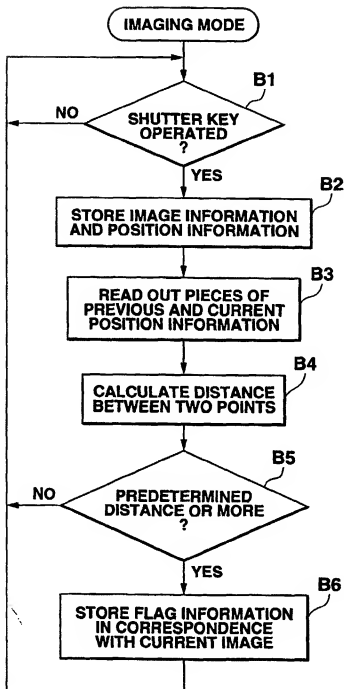 IMAGING MODE
B1
NO
SHUTTER KEY
OPERATED
?
YES
B2
STORE IMAGE INFORMATION
AND POSITION INFORMATION
B3
READ OUT PIECES OF
PREVIOUS AND CURRENT
POSITION INFORMATION
B4
CALCULATE DISTANCE
BETWEEN TWO POINTS
B5
NO
PREDETERMINED
DISTANCE OR MORE
?
YES
B6
STORE FLAG INFORMATION
IN CORRESPONDENCE
WITH CURRENT IMAGE